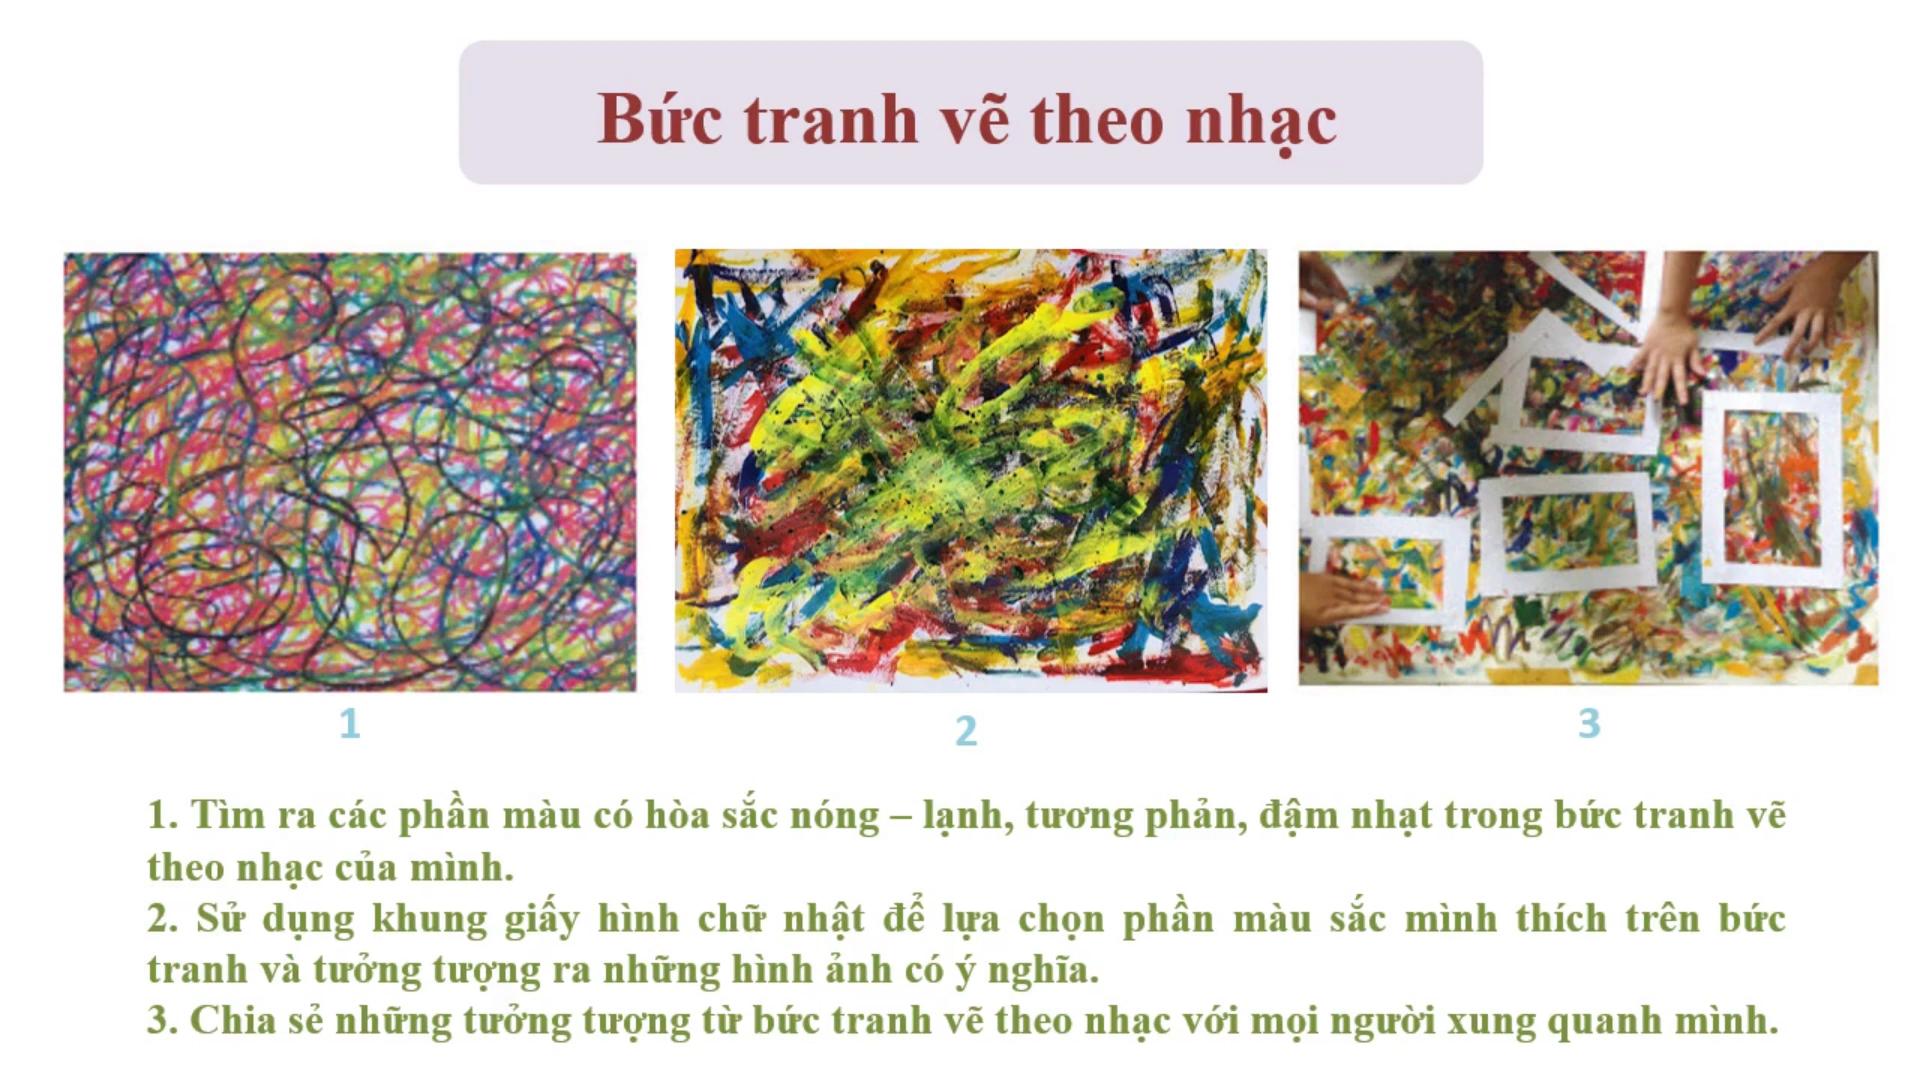 Bức tranh vẽ theo nhạc
1
2
3
1. Tìm ra các phần màu có hòa sắc nóng – lạnh, tương phản, đậm nhạt trong bức tranh vẽ
theo nhạc của mình.
2. Sử dụng khung giấy hình chữ nhật để lựa chọn phần màu sắc mình thích trên bức
tranh và tưởng tượng ra những hình ảnh có ý nghĩa.
3. Chia sẻ những tưởng tượng từ bức tranh vẽ theo nhạc với mọi người xung quanh mình.